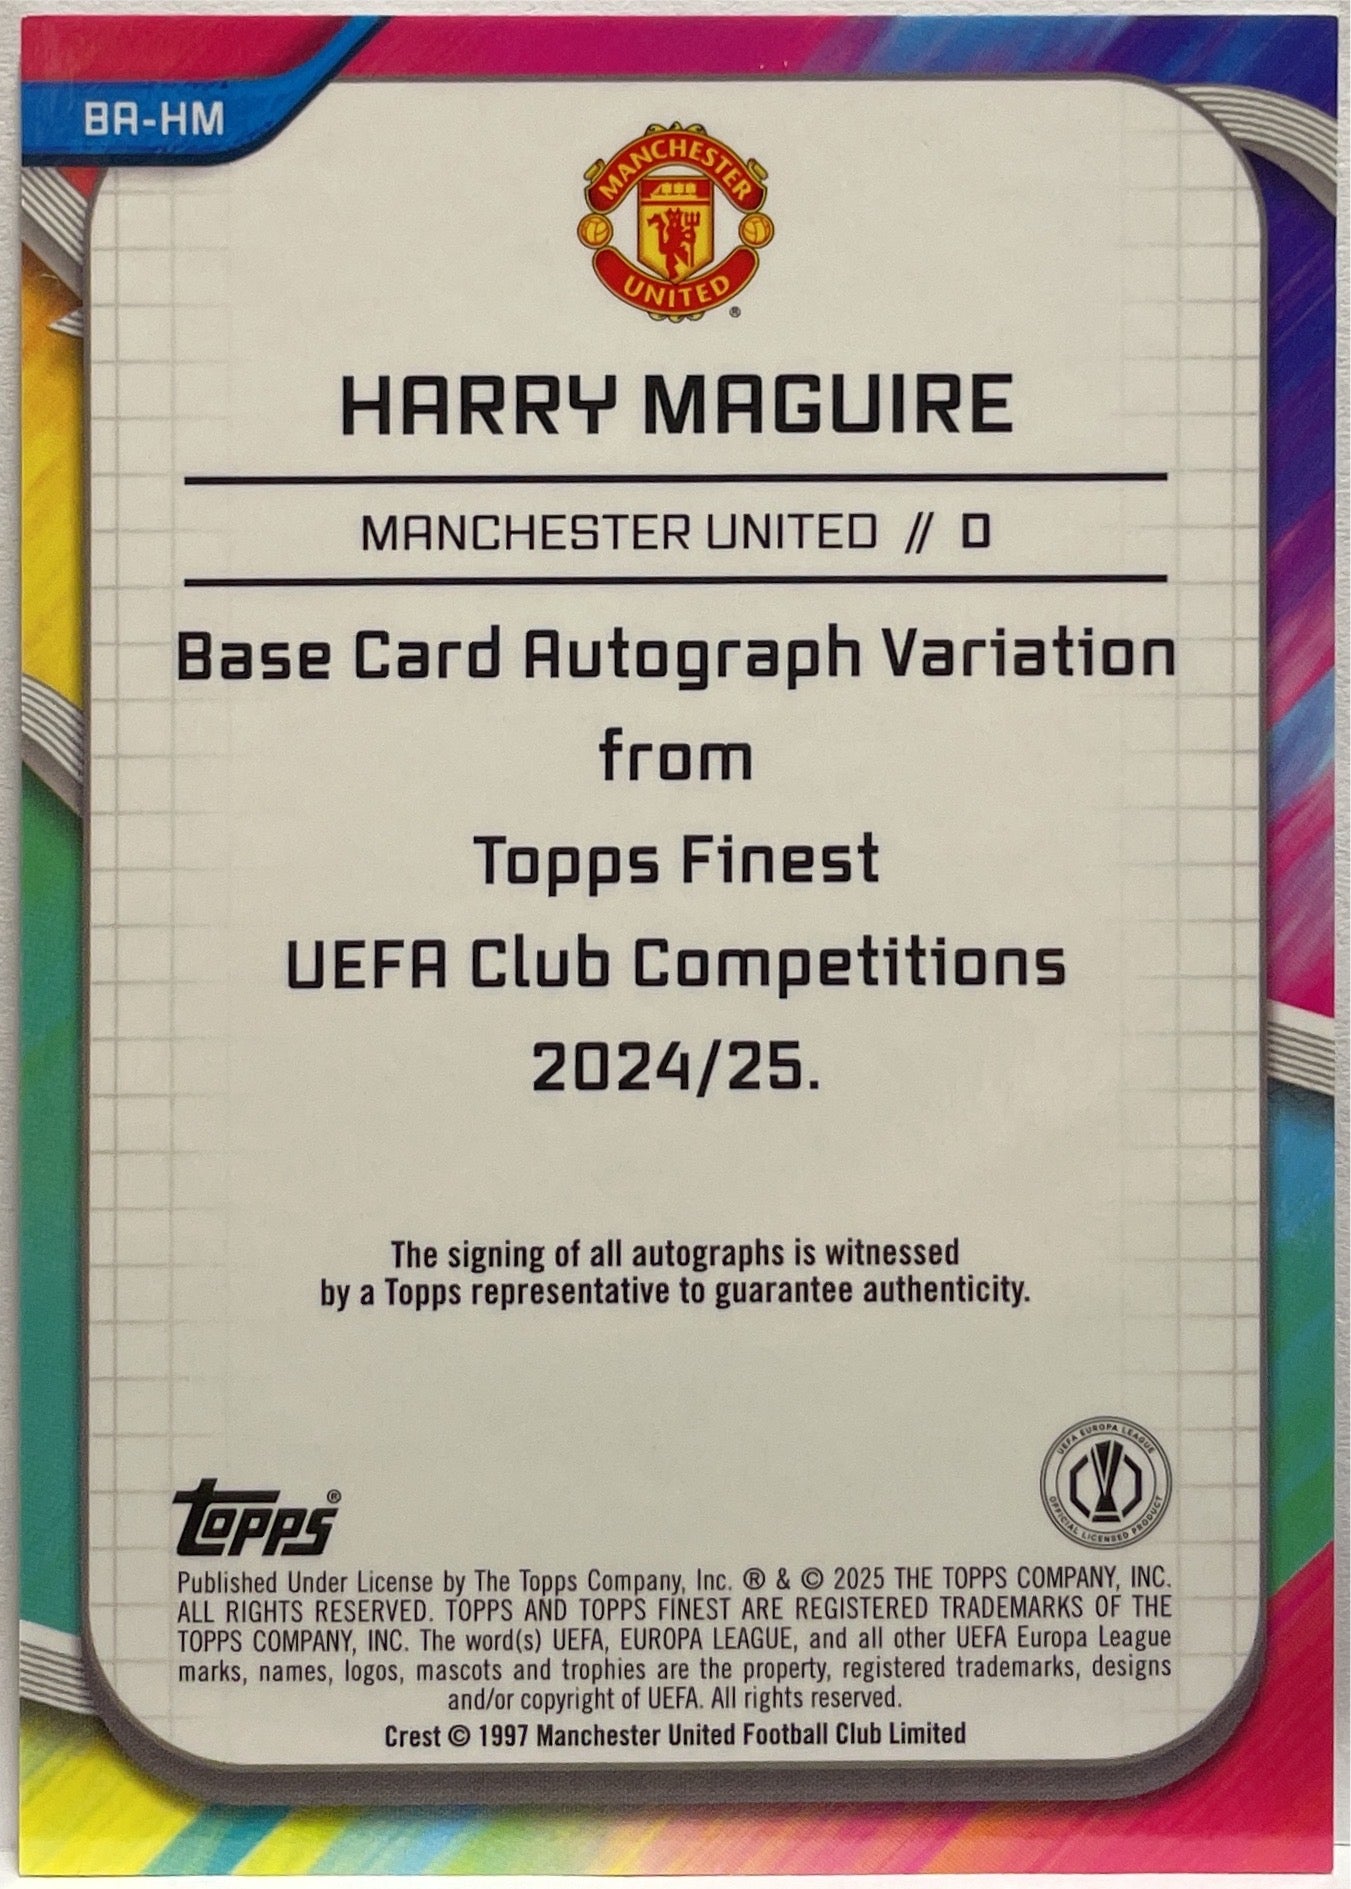 BA-HM
MANCHESTER
UNITED
®
HARRY MAGUIRE
MANCHESTER UNITED // D
Base Card Autograph Variation
from
Topps Finest
UEFA Club Competitions
2024/25.
The signing of all autographs is witnessed
by a Topps representative to guarantee authenticity.
UEFA EUROPA LEAGUE
OFFICIAL LICENSED PRODUCT
TOPPS®
Published Under License by The Topps Company, Inc. ® & © 2025 THE TOPPS COMPANY, INC.
ALL RIGHTS RESERVED. TOPPS AND TOPPS FINEST ARE REGISTERED TRADEMARKS OF THE
TOPPS COMPANY, INC. The word(s) UEFA, EUROPA LEAGUE, and all other UEFA Europa League
marks, names, logos, mascots and trophies are the property, registered trademarks, designs
and/or copyright of UEFA. All rights reserved.
Crest © 1997 Manchester United Football Club Limited